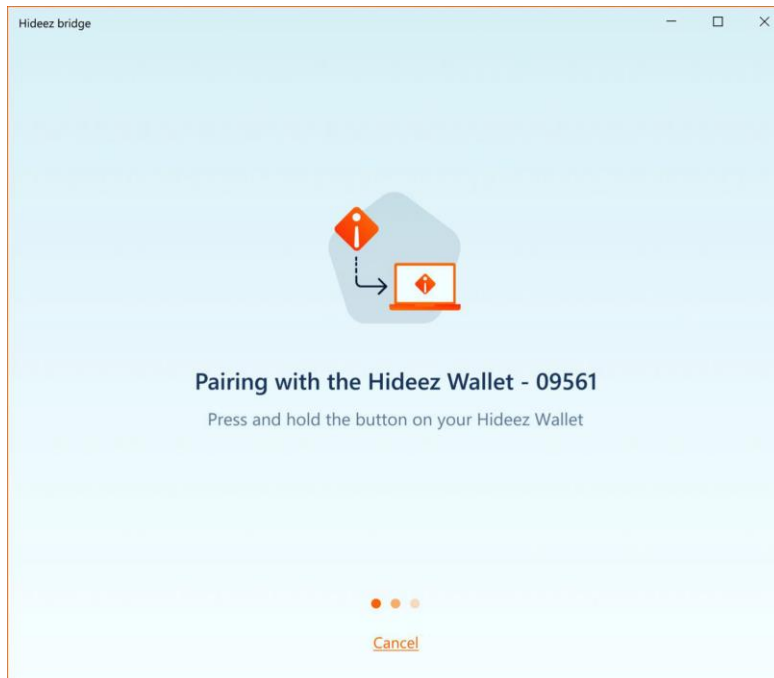 Hideez bridge
Pairing with the Hideez Wallet - 09561
Press and hold the button on your Hideez Wallet
Cancel